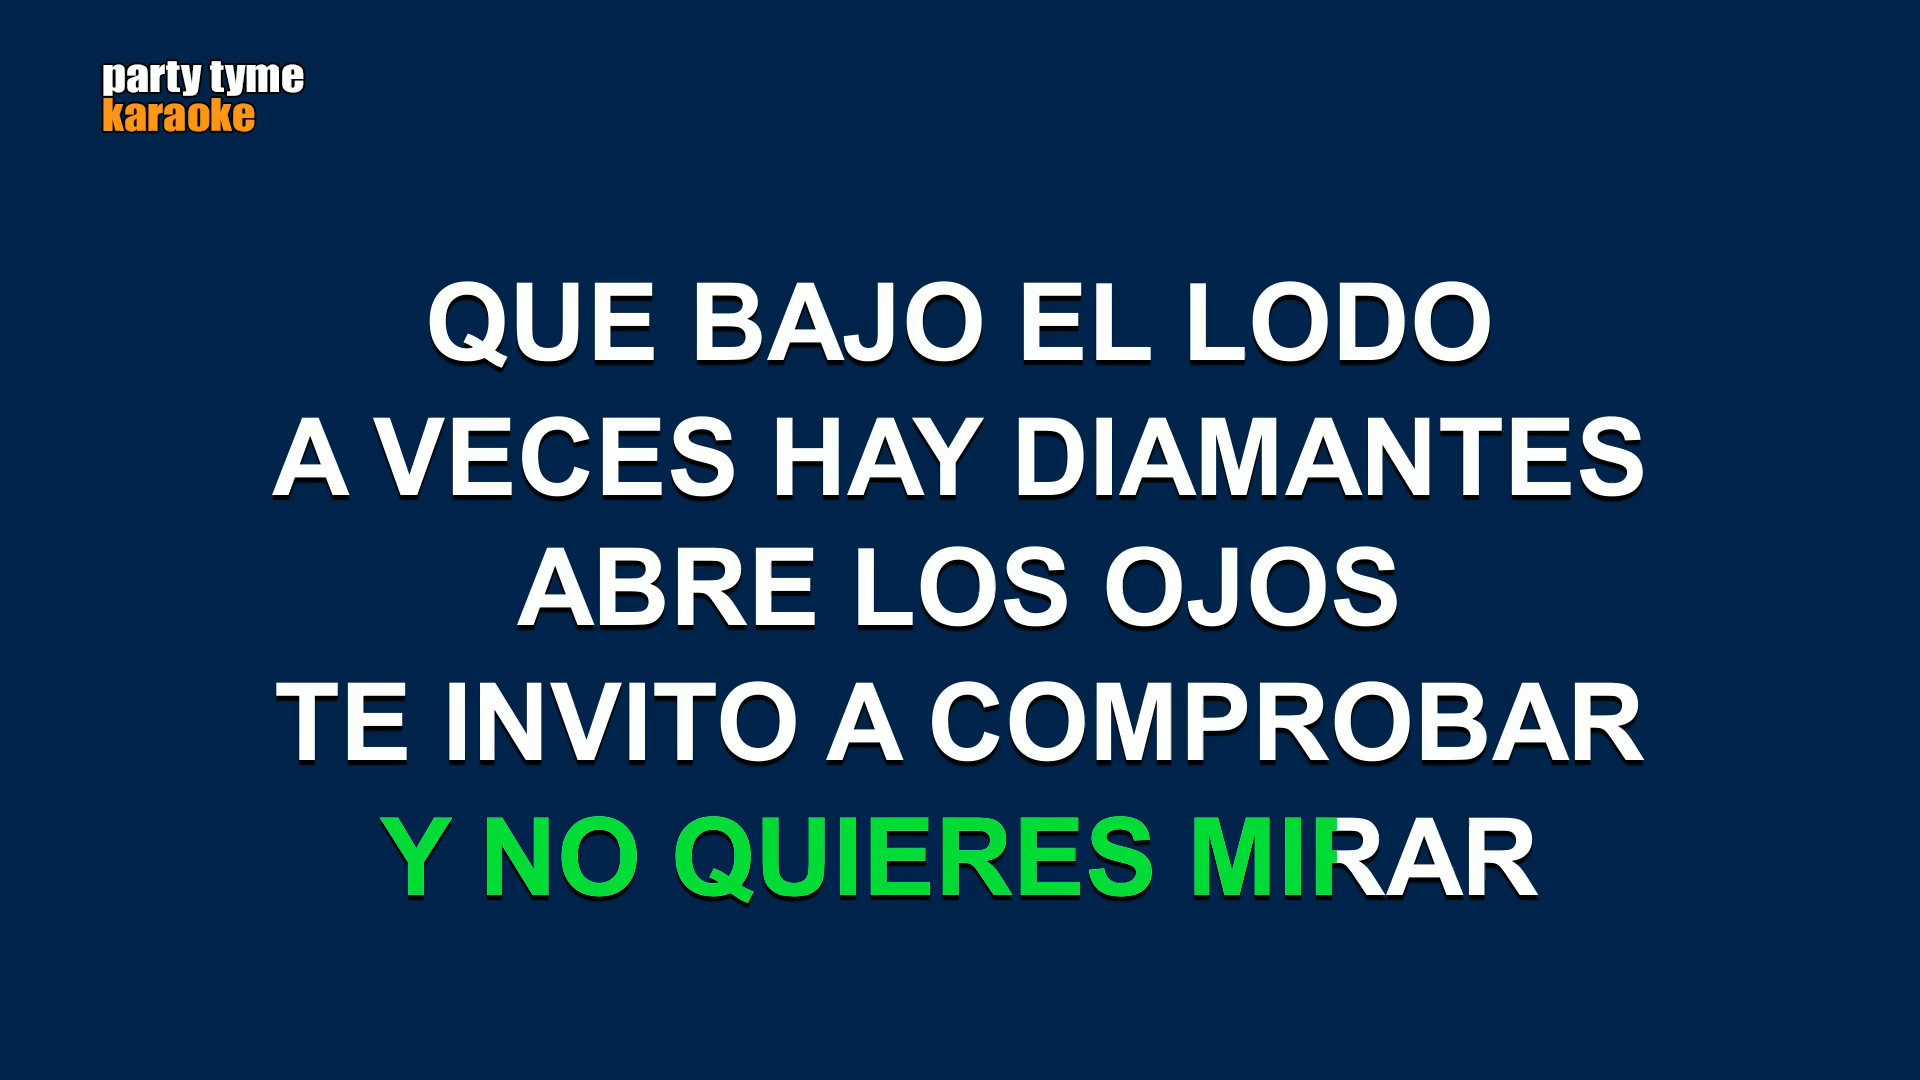 party tyme
karaoke
QUE BAJO EL LODO
A VECES HAY DIAMANTES
ABRE LOS OJOS
TE INVITO A COMPROBAR
Y NO QUIERES MIRAR